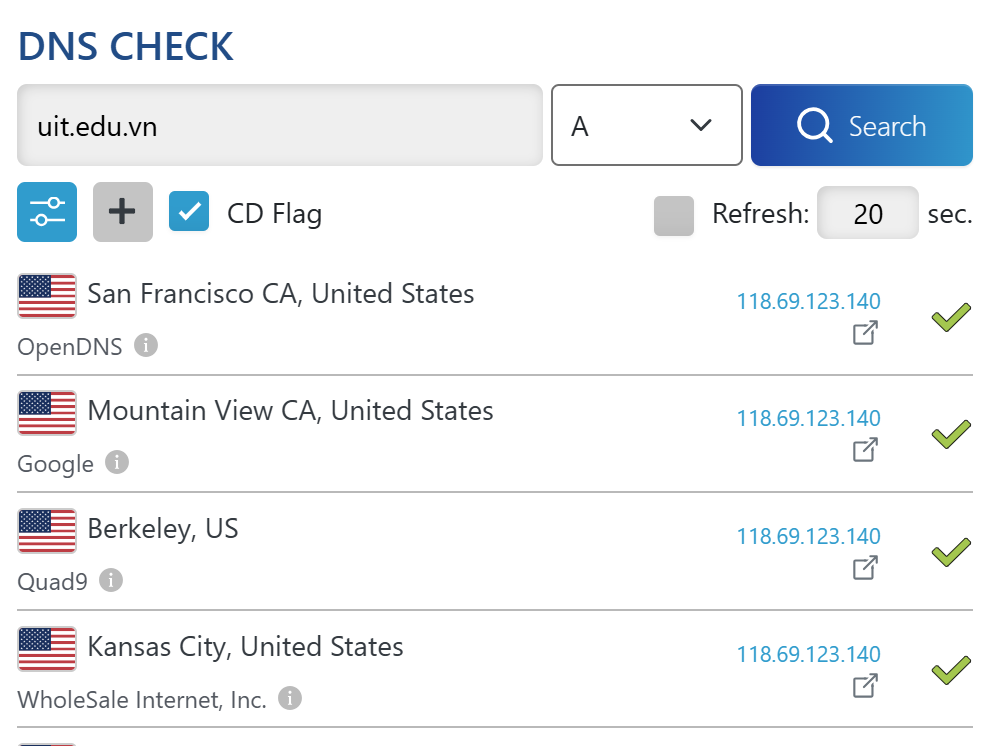 DNS CHECK
uit.edu.vn
A
Search
CD Flag
Refresh: 20 sec.
San Francisco CA, United States
118.69.123.140
OpenDNS
Mountain View CA, United States
118.69.123.140
Google
Berkeley, US
118.69.123.140
Quad9
Kansas City, United States
118.69.123.140
WholeSale Internet, Inc.